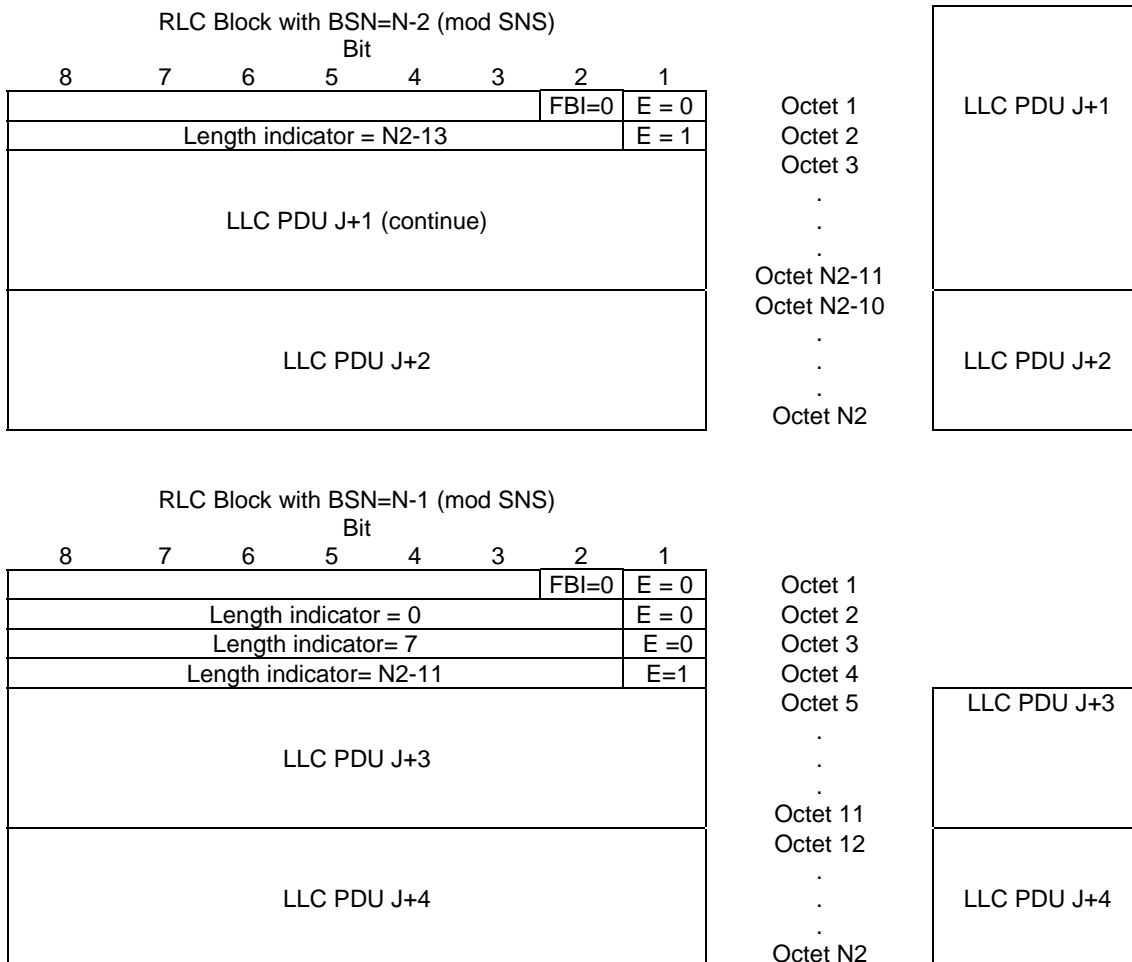 RLC Block with BSN=N-2 (mod SNS)
Bit
8 7 6 5 4 3 2 1
FBI=0 E = 0 Octet 1 LLC PDU J+1
Length indicator = N2-13 E = 1 Octet 2
Octet 3
.
LLC PDU J+1 (continue) .
.
Octet N2-11
Octet N2-10
.
LLC PDU J+2 . LLC PDU J+2
.
Octet N2
RLC Block with BSN=N-1 (mod SNS)
Bit
8 7 6 5 4 3 2 1
FBI=0 E = 0 Octet 1
Length indicator = 0 E = 0 Octet 2
Length indicator= 7 E =0 Octet 3
Length indicator= N2-11 E=1 Octet 4
Octet 5 LLC PDU J+3
.
LLC PDU J+3 .
.
Octet 11
Octet 12
.
LLC PDU J+4 . LLC PDU J+4
.
Octet N2